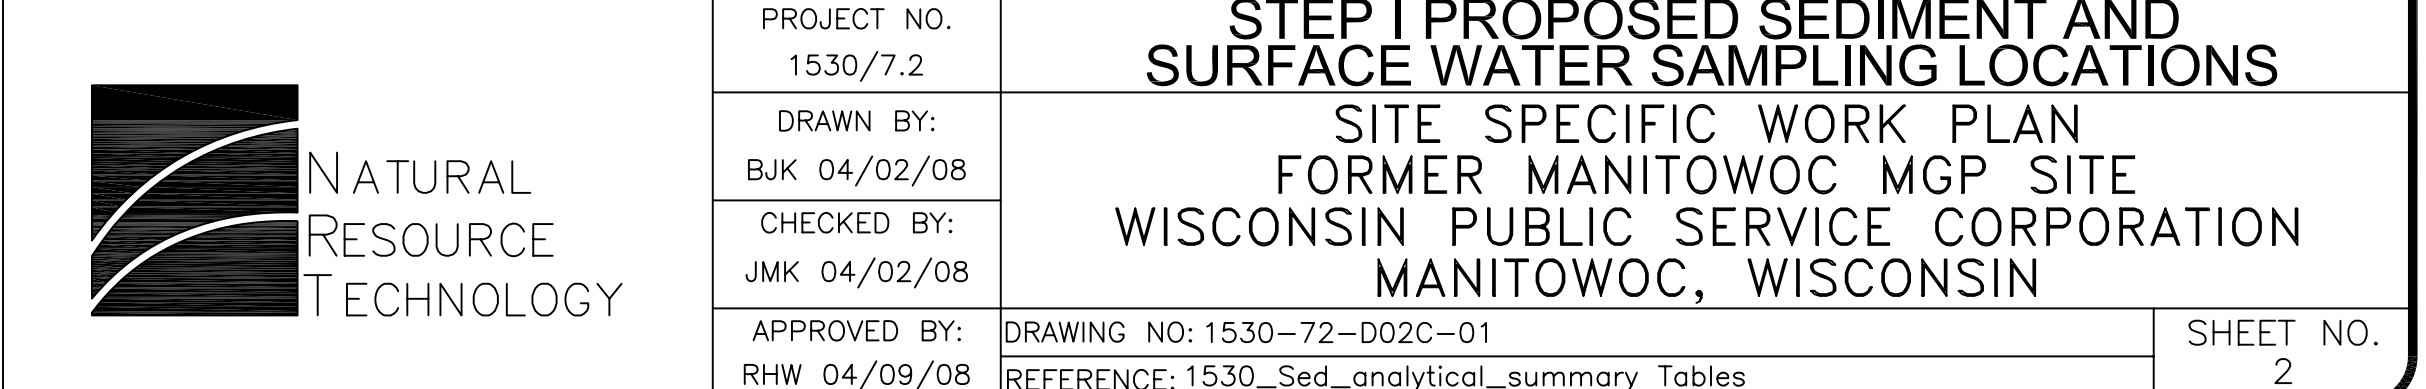 NATURAL
RESOURCE
TECHNOLOGY
PROJECT NO.
1530/7.2
DRAWN BY:
BJK 04/02/08
CHECKED BY:
JMK 04/02/08
APPROVED BY:
RHW 04/09/08
STEP I PROPOSED SEDIMENT AND
SURFACE WATER SAMPLING LOCATIONS
SITE SPECIFIC WORK PLAN
FORMER MANITOWOC MGP SITE
WISCONSIN PUBLIC SERVICE CORPORATION
MANITOWOC, WISCONSIN
DRAWING NO: 1530-72-D02C-01
REFERENCE: 1530_Sed_analytical_summary Tables
SHEET NO.
2